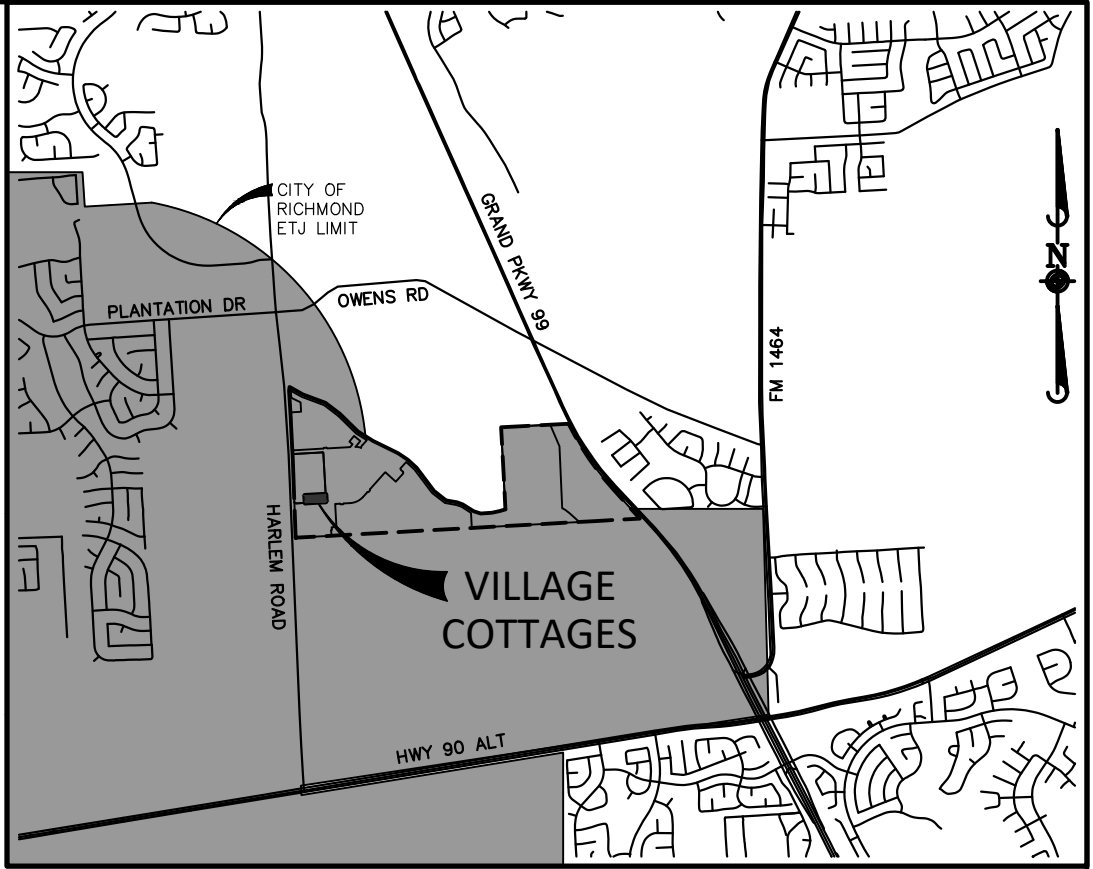 CITY OF
RICHMOND
ETJ LIMIT
GRAND PKWY 99
N
PLANTATION DR
OWENS RD
FM 1464
HARLEM ROAD
VILLAGE
COTTAGES
HWY 90 ALT